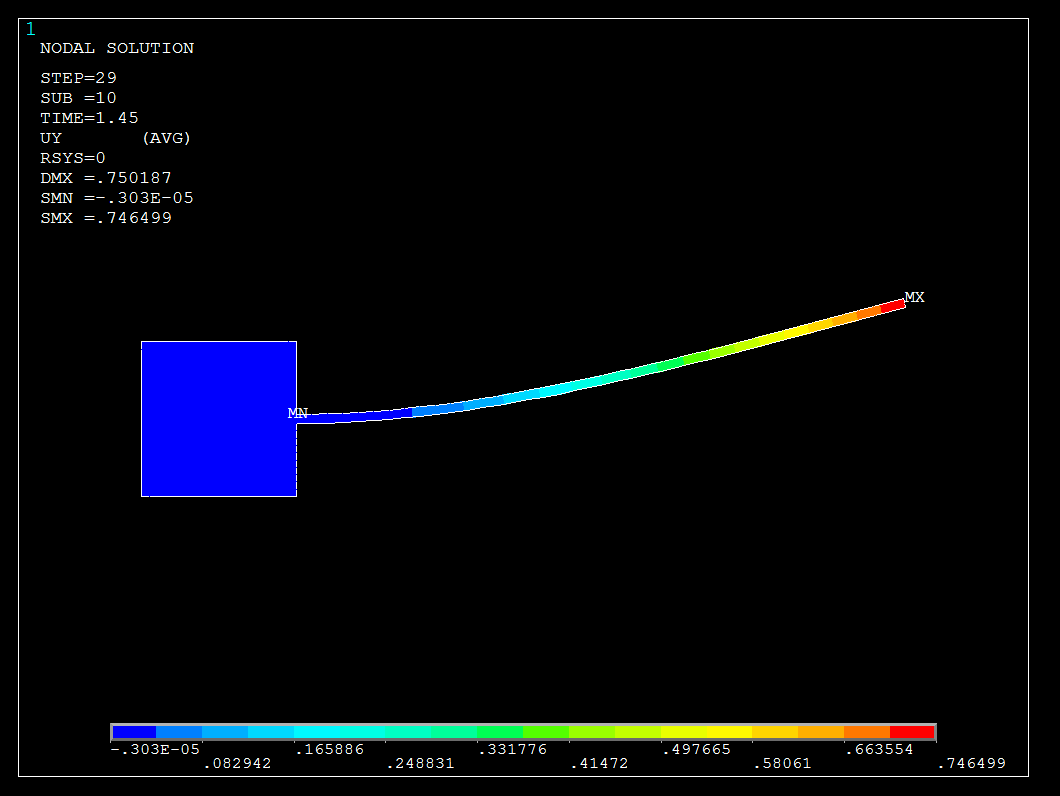 1
NODAL SOLUTION
STEP=29
SUB =10
TIME=1.45
UY (AVG)
RSYS=0
DMX =.750187
SMN =-.303E-05
SMX =.746499
MX
MN
-.303E-05 .165886 .331776 .497665 .663554
.082942 .248831 .41472 .58061 .746499